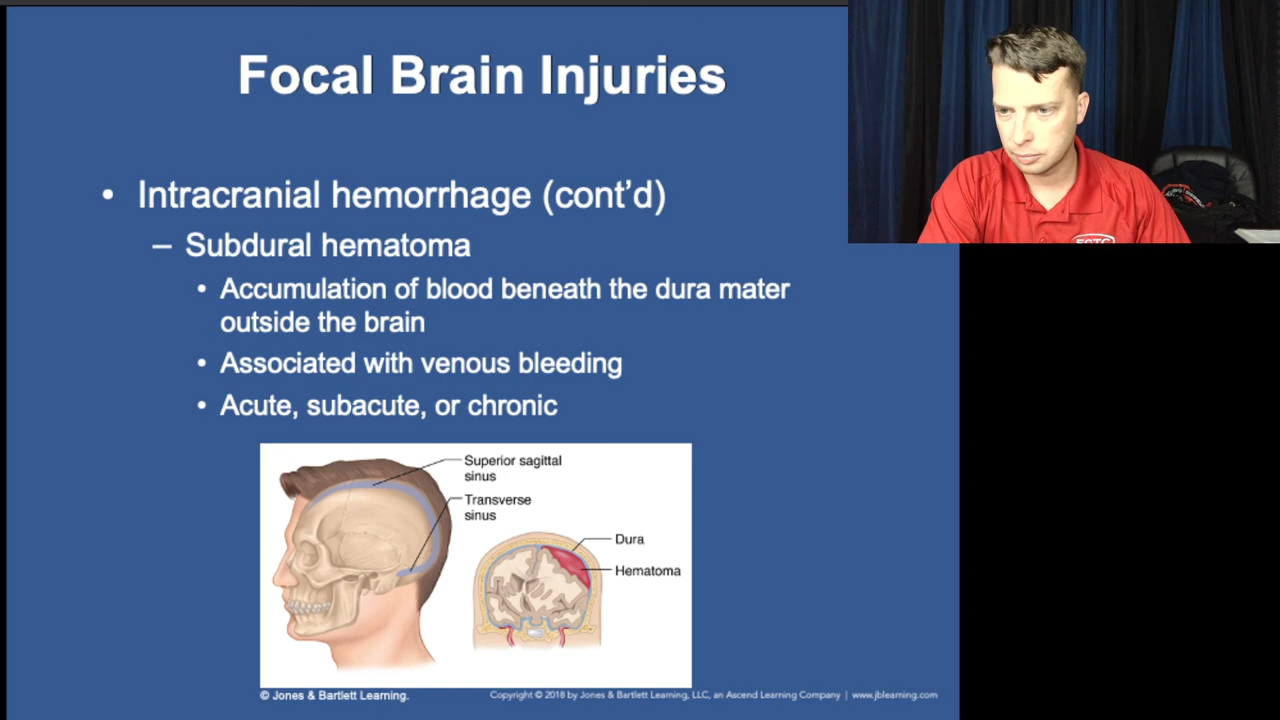 Focal Brain Injuries
• Intracranial hemorrhage (cont’d)
– Subdural hematoma
• Accumulation of blood beneath the dura mater
outside the brain
• Associated with venous bleeding
• Acute, subacute, or chronic
Superior sagittal
sinus
Transverse
sinus
Dura
Hematoma
© Jones & Bartlett Learning.
Copyright © 2018 by Jones & Bartlett Learning, LLC, an Ascend Learning Company | www.jblearning.com